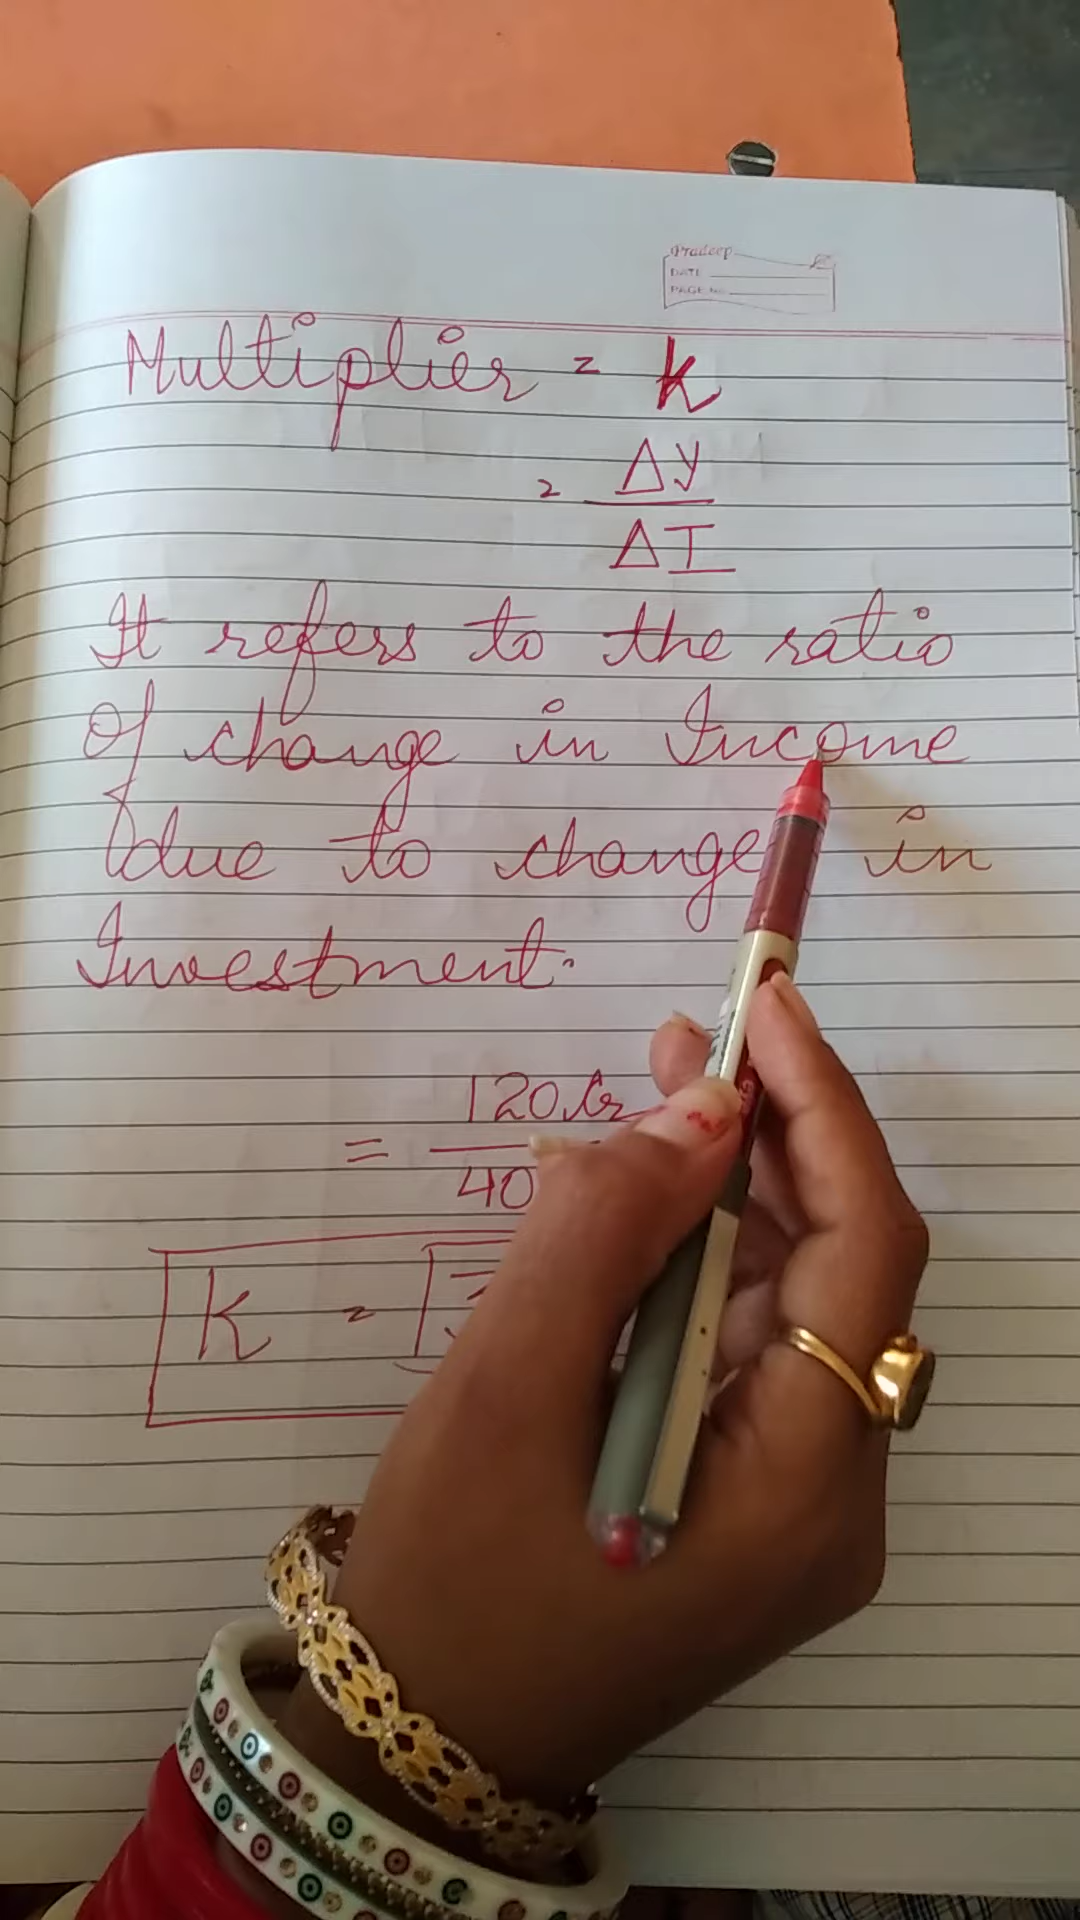 Pradeep
DATE
PAGE No.
Multiplier = K
= ΔY
ΔI
It refers to the ratio
of change in Income
due to change in
Investment.
= 120 Cr
40
K = 3